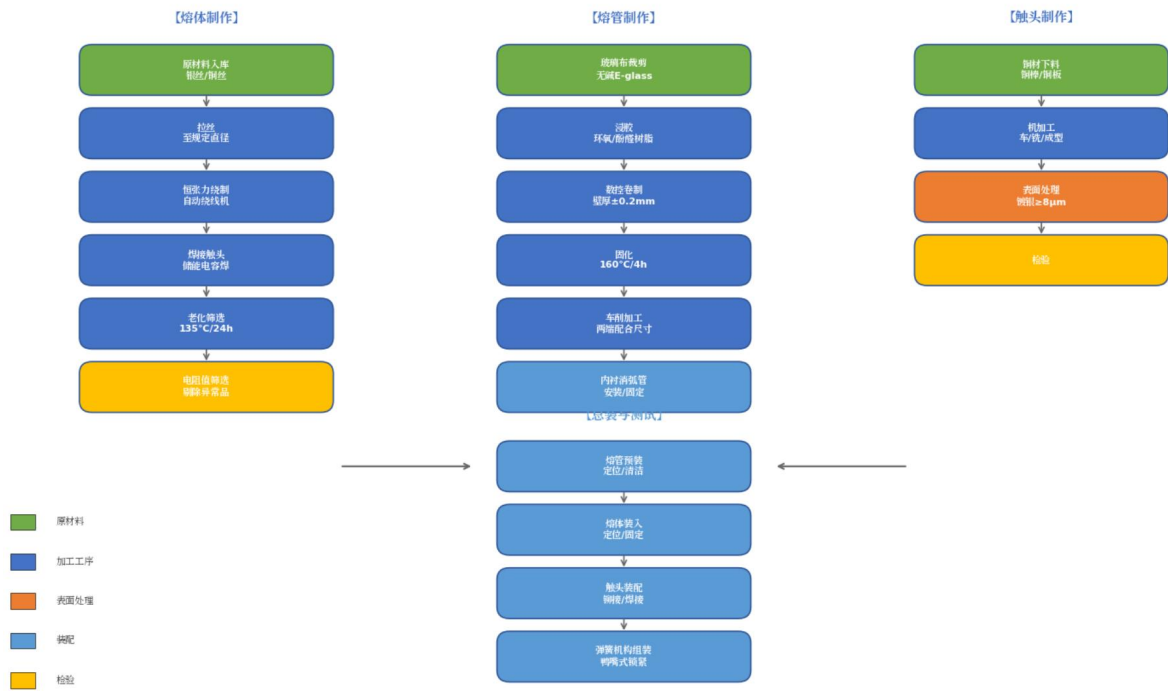 【熔体制作】
原材料入库
银丝/铜丝
拉丝
至规定直径
恒张力绕制
自动绕线机
焊接触头
储能电容焊
老化筛选
135℃/24h
电阻值筛选
剔除异常品
【熔管制作】
玻璃布裁剪
无碱E-glass
浸胶
环氧/酚醛树脂
数控卷制
壁厚±0.2mm
固化
160℃/4h
车削加工
两端配合尺寸
内衬消弧管
安装/固定
【触头制作】
铜材下料
铜棒/铜板
机加工
车/铣/成型
表面处理
镀银≥8μm
检验
【总装与测试】
熔管预装
定位/清洁
熔体装入
定位/固定
触头装配
铆接/焊接
弹簧机构组装
鸭嘴式锁紧
原材料
加工工序
表面处理
装配
检验